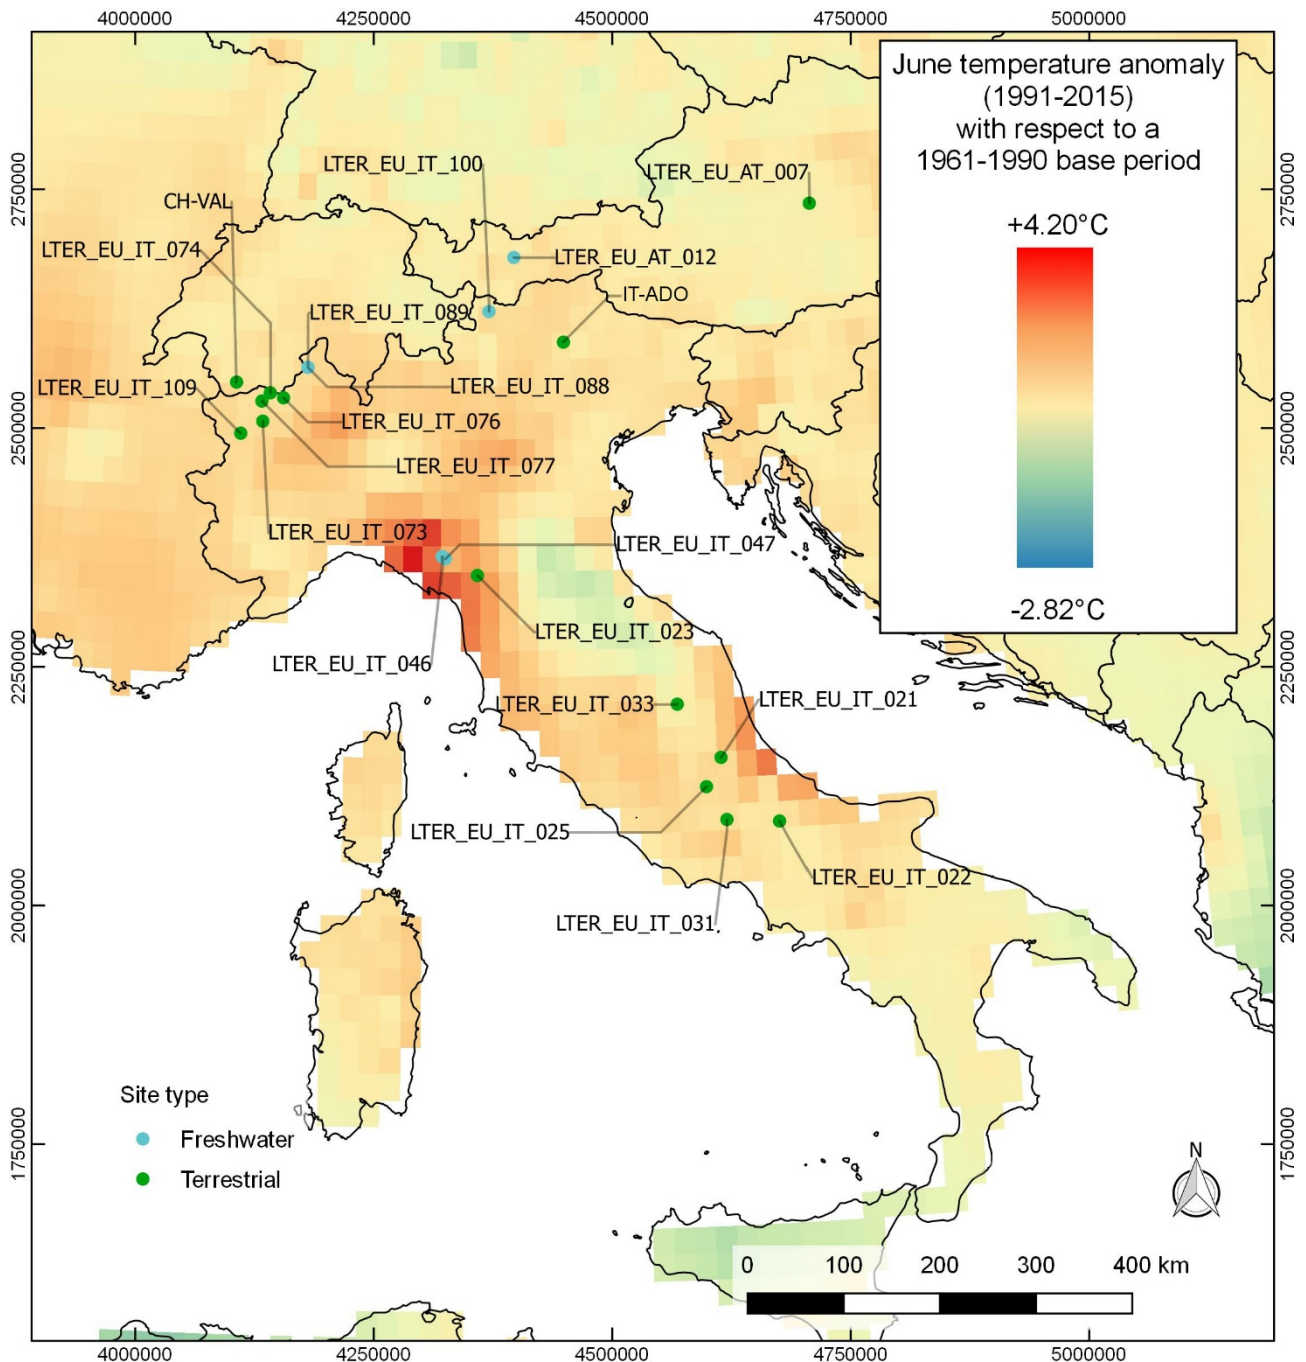 4000000 4250000 4500000 4750000 5000000
June temperature anomaly
(1991-2015)
with respect to a
1961-1990 base period
+4.20°C
-2.82°C
2750000
2500000
2250000
2000000
1750000
2750000
2500000
2250000
2000000
1750000
LTER_EU_IT_100
LTER_EU_AT_007
CH-VAL
LTER_EU_IT_074
LTER_EU_AT_012
IT-ADO
LTER_EU_IT_089
LTER_EU_IT_109
LTER_EU_IT_088
LTER_EU_IT_076
LTER_EU_IT_077
LTER_EU_IT_073
LTER_EU_IT_047
LTER_EU_IT_023
LTER_EU_IT_046
LTER_EU_IT_033
LTER_EU_IT_021
LTER_EU_IT_025
LTER_EU_IT_022
LTER_EU_IT_031
Site type
Freshwater
Terrestrial
N
0 100 200 300 400 km
4000000 4250000 4500000 4750000 5000000